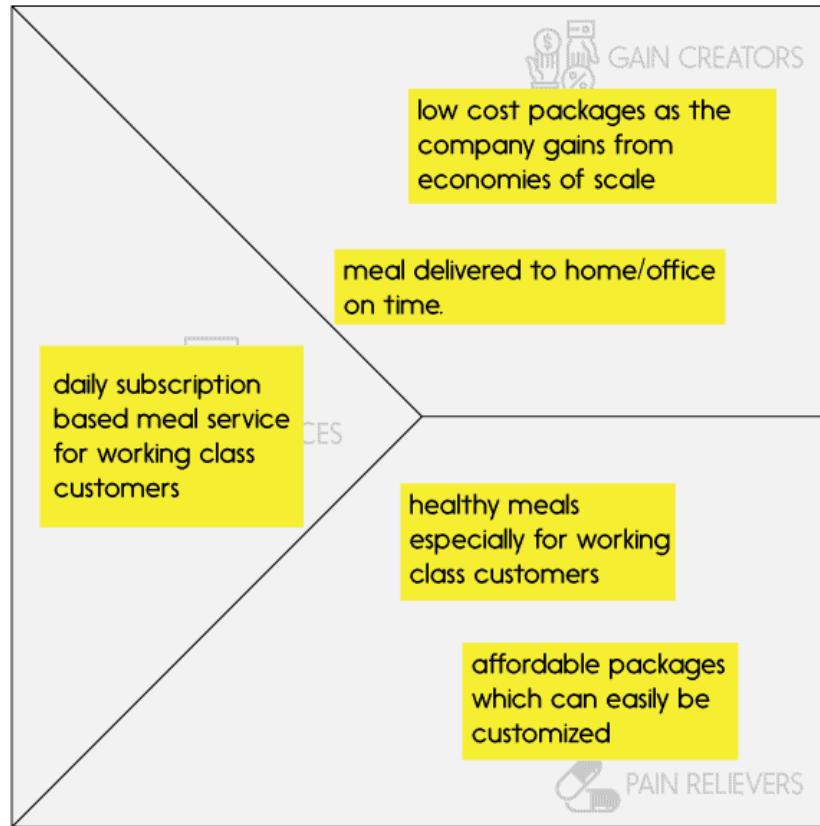 GAIN CREATORS
low cost packages as the
company gains from
economies of scale
meal delivered to home/office
on time.
daily subscription
based meal service
for working class
customers
CES
healthy meals
especially for working
class customers
affordable packages
which can easily be
customized
PAIN RELIEVERS